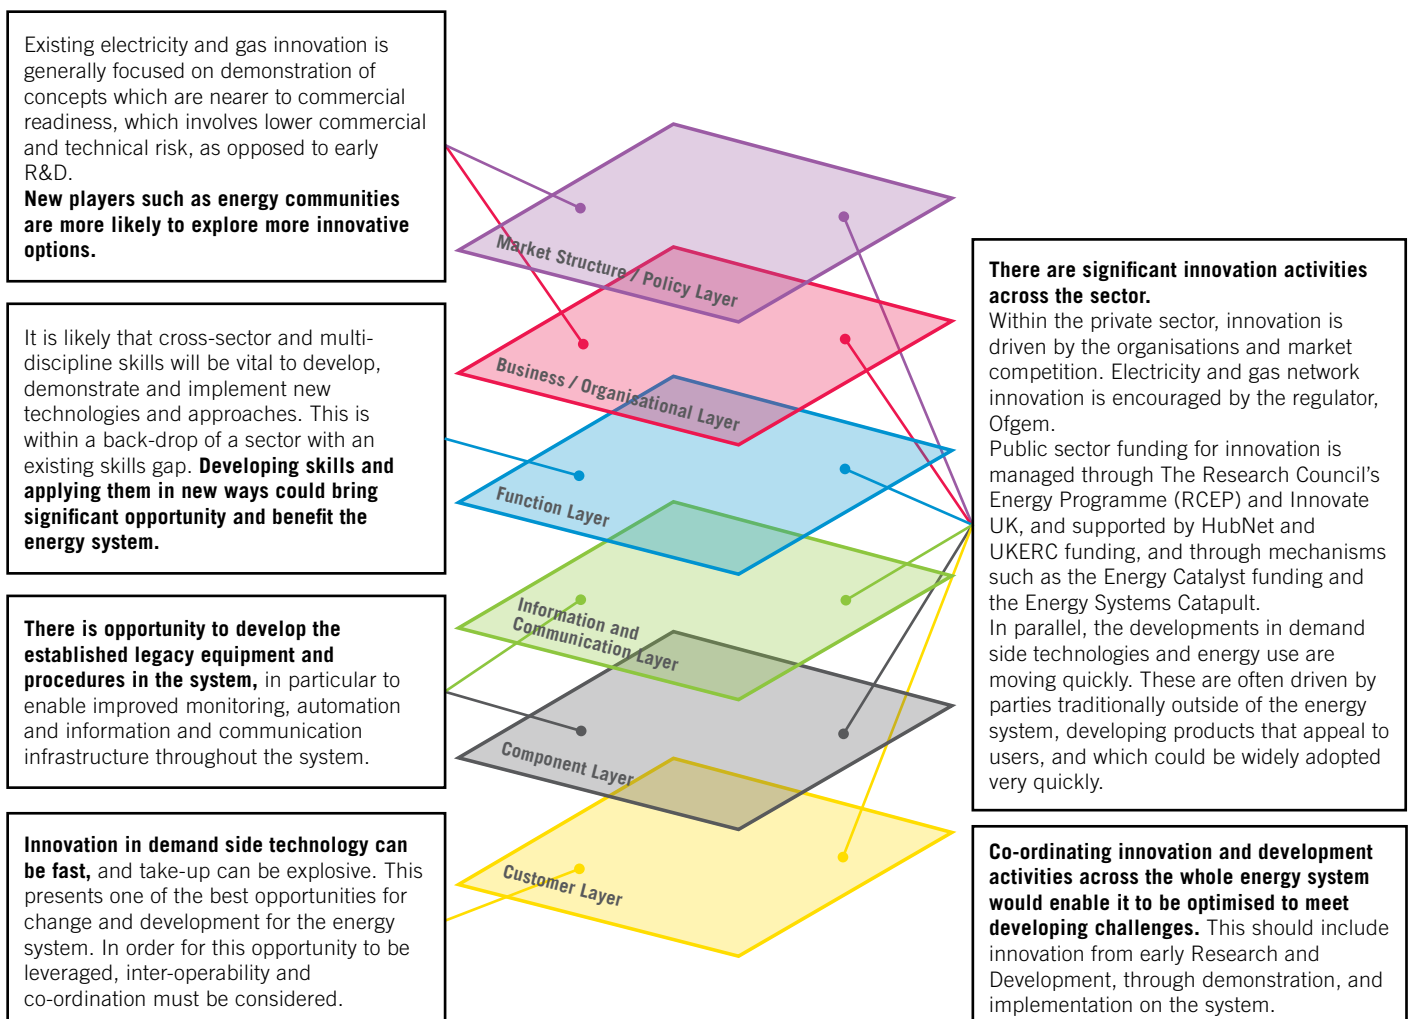 Existing electricity and gas innovation is
generally focused on demonstration of
concepts which are nearer to commercial
readiness, which involves lower commercial
and technical risk, as opposed to early
R&D.
New players such as energy communities
are more likely to explore more innovative
options.
It is likely that cross-sector and multi-
discipline skills will be vital to develop,
demonstrate and implement new
technologies and approaches. This is
within a back-drop of a sector with an
existing skills gap. Developing skills and
applying them in new ways could bring
significant opportunity and benefit the
energy system.
There is opportunity to develop the
established legacy equipment and
procedures in the system, in particular to
enable improved monitoring, automation
and information and communication
infrastructure throughout the system.
Innovation in demand side technology can
be fast, and take-up can be explosive. This
presents one of the best opportunities for
change and development for the energy
system. In order for this opportunity to be
leveraged, inter-operability and
co-ordination must be considered.
Market Structure / Policy Layer
Business / Organisational Layer
Function Layer
Information and
Communication Layer
Component Layer
Customer Layer
There are significant innovation activities
across the sector.
Within the private sector, innovation is
driven by the organisations and market
competition. Electricity and gas network
innovation is encouraged by the regulator,
Ofgem.
Public sector funding for innovation is
managed through The Research Council's
Energy Programme (RCEP) and Innovate
UK, and supported by HubNet and
UKERC funding, and through mechanisms
such as the Energy Catalyst funding and
the Energy Systems Catapult.
In parallel, the developments in demand
side technologies and energy use are
moving quickly. These are often driven by
parties traditionally outside of the energy
system, developing products that appeal to
users, and which could be widely adopted
very quickly.
Co-ordinating innovation and development
activities across the whole energy system
would enable it to be optimised to meet
developing challenges. This should include
innovation from early Research and
Development, through demonstration, and
implementation on the system.